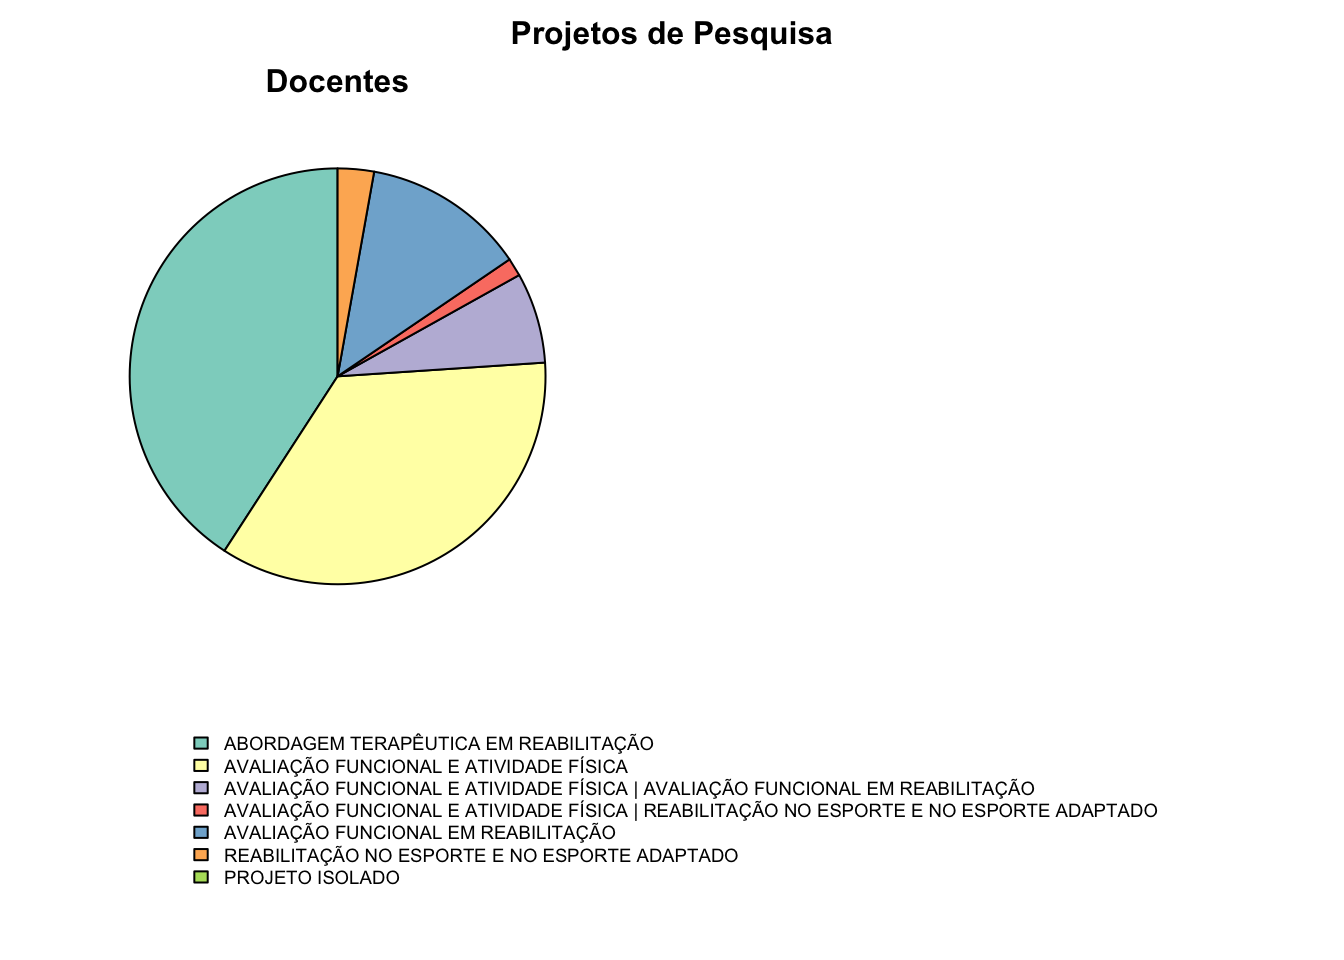 Projetos de Pesquisa
Docentes
ABORDAGEM TERAPÊUTICA EM REABILITAÇÃO
AVALIAÇÃO FUNCIONAL E ATIVIDADE FÍSICA
AVALIAÇÃO FUNCIONAL E ATIVIDADE FÍSICA | AVALIAÇÃO FUNCIONAL EM REABILITAÇÃO
AVALIAÇÃO FUNCIONAL E ATIVIDADE FÍSICA | REABILITAÇÃO NO ESPORTE E NO ESPORTE ADAPTADO
AVALIAÇÃO FUNCIONAL EM REABILITAÇÃO
REABILITAÇÃO NO ESPORTE E NO ESPORTE ADAPTADO
PROJETO ISOLADO